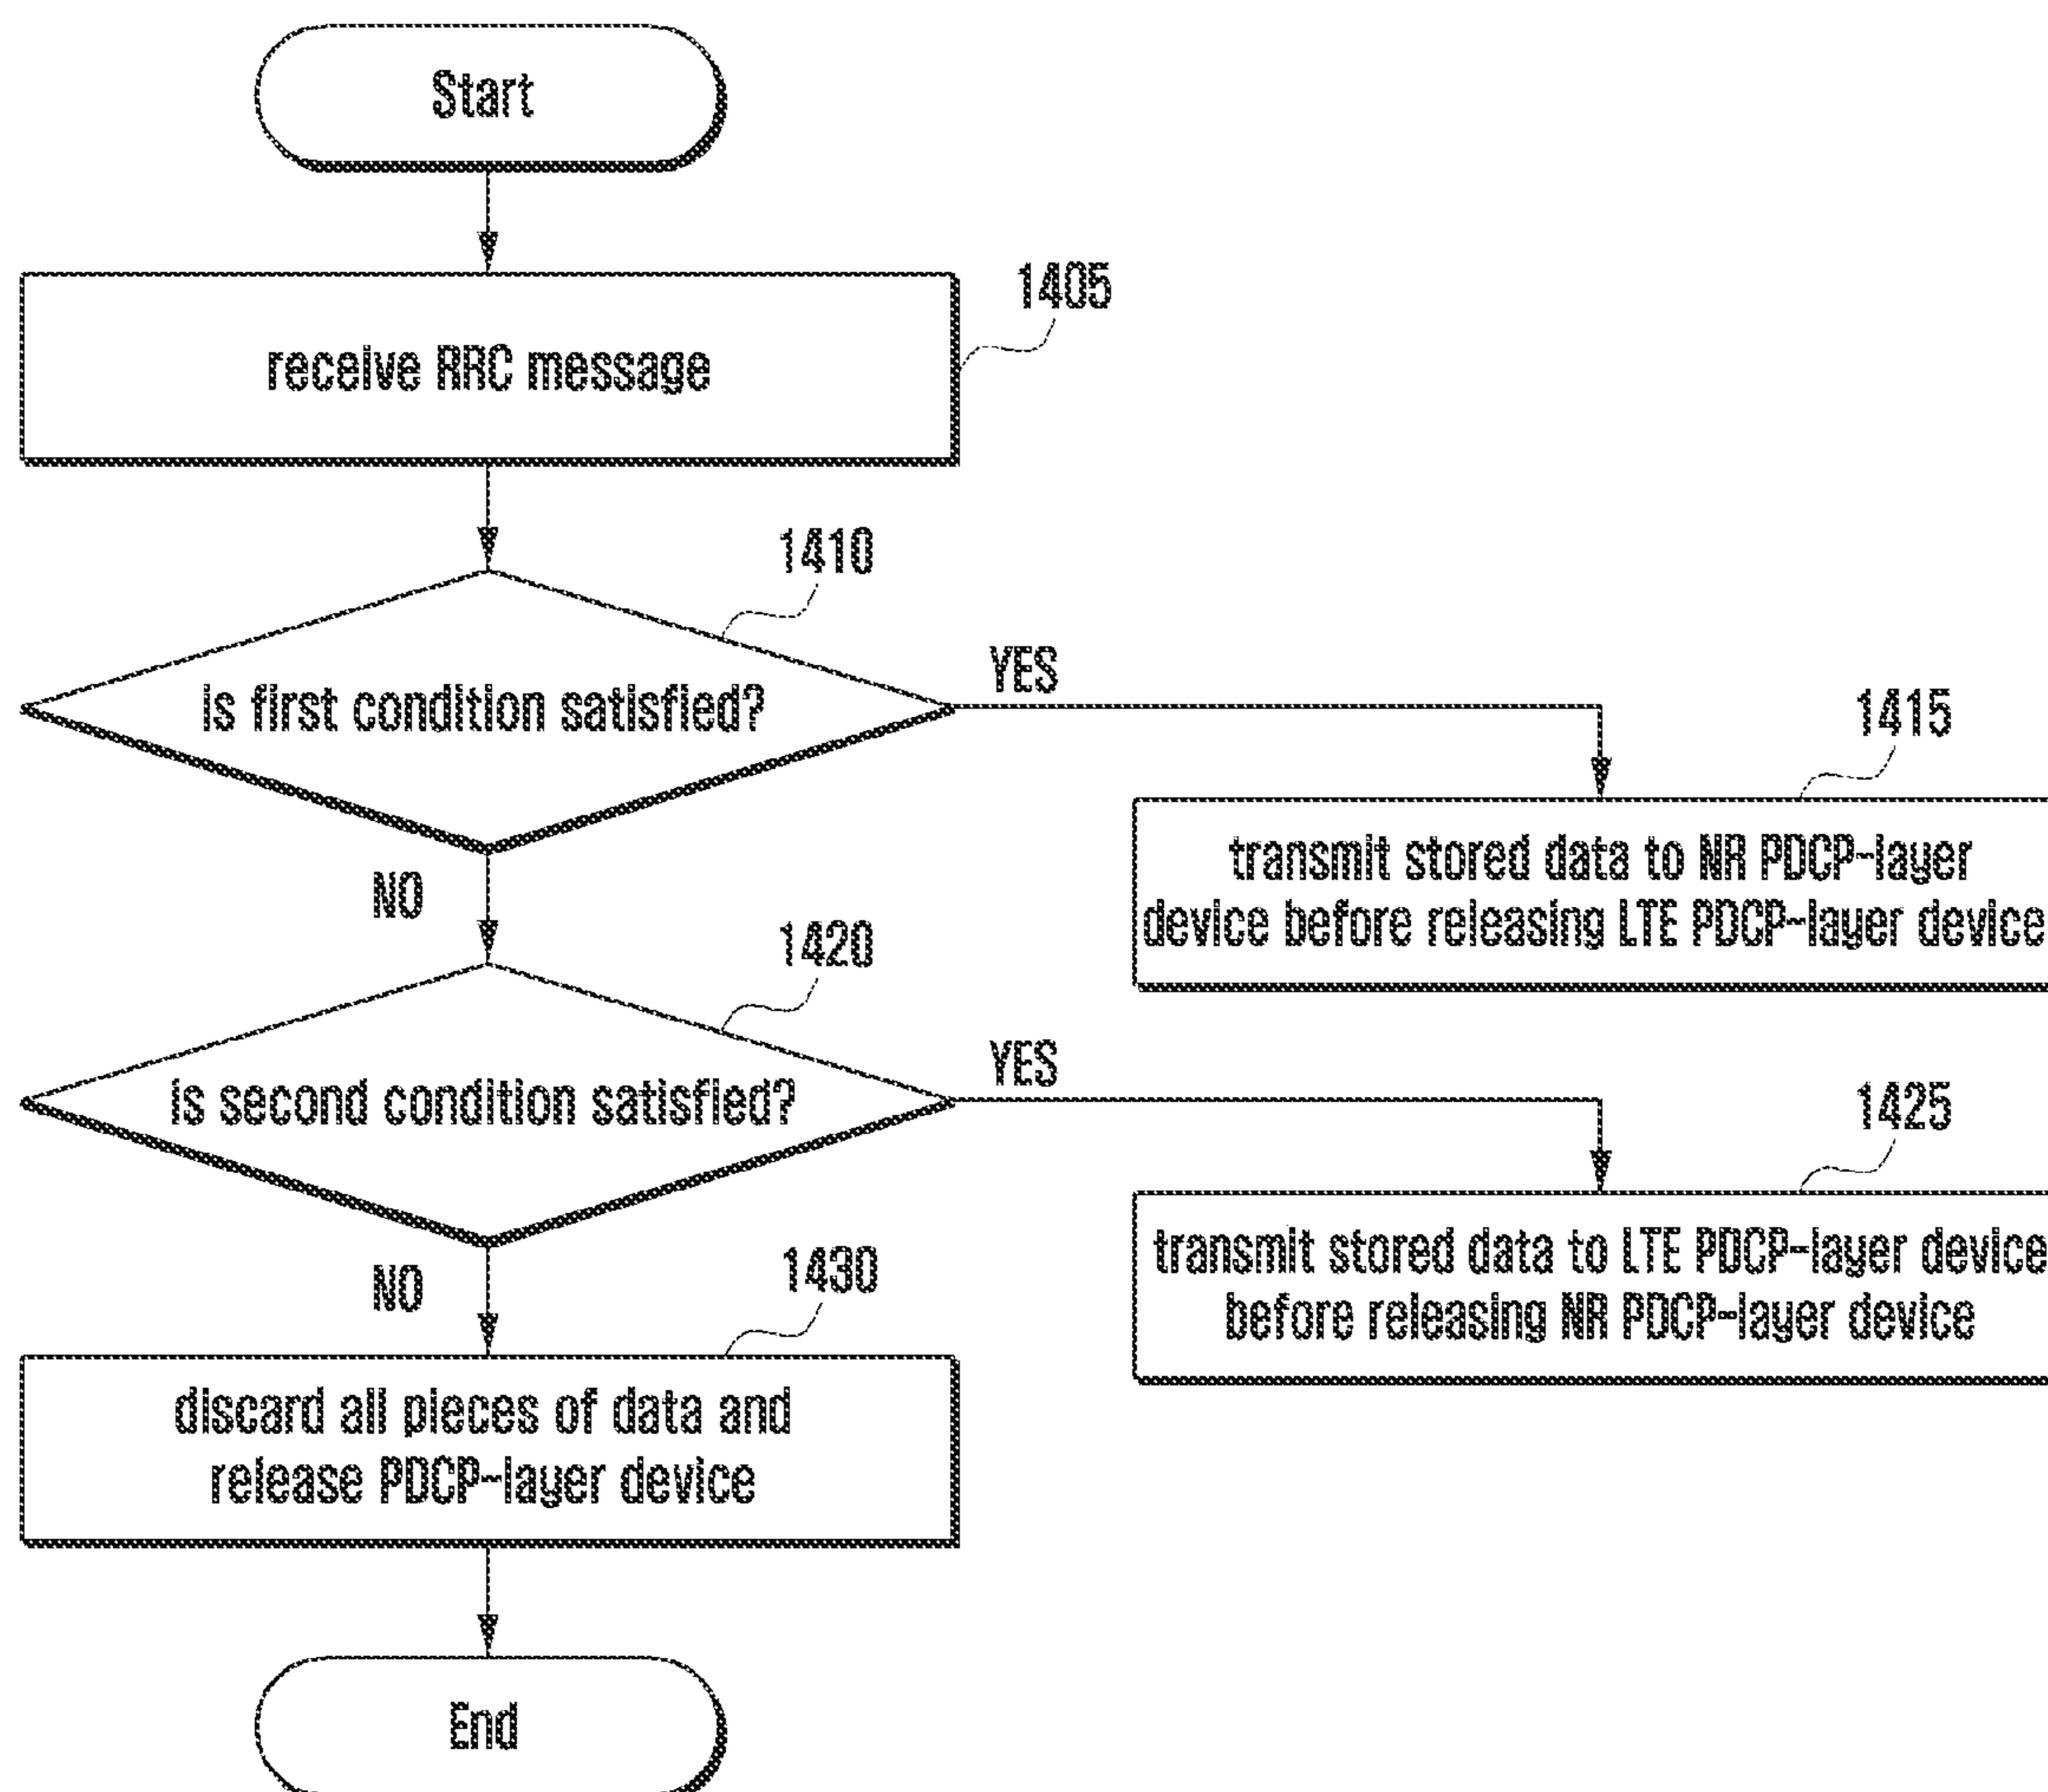 Start
1405
receive RRC message
1410
is first condition satisfied?
YES
1415
transmit stored data to NR PDCP-layer
device before releasing LTE PDCP-layer device
NO
1420
is second condition satisfied?
YES
1425
transmit stored data to LTE PDCP-layer device
before releasing NR PDCP-layer device
NO
1430
discard all pieces of data and
release PDCP-layer device
End